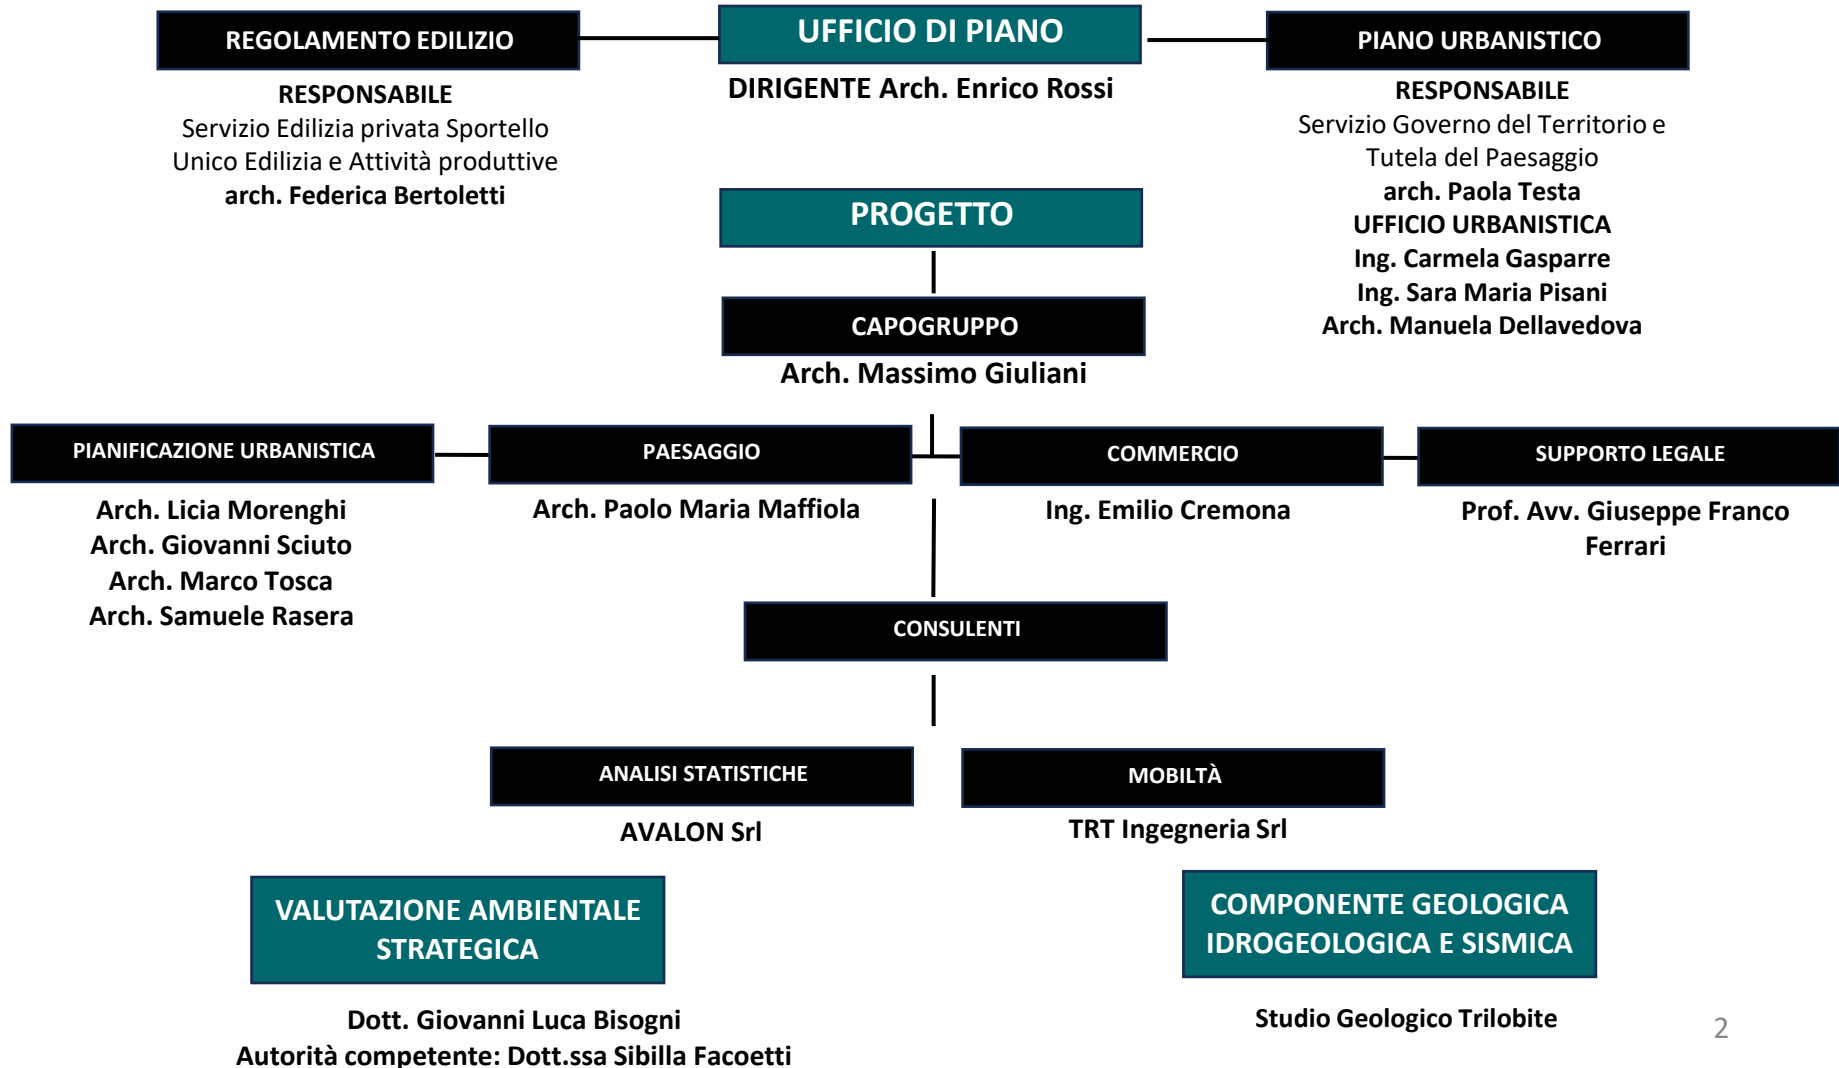 REGOLAMENTO EDILIZIO
RESPONSABILE
Servizio Edilizia privata Sportello
Unico Edilizia e Attività produttive
arch. Federica Bertoletti
UFFICIO DI PIANO
DIRIGENTE Arch. Enrico Rossi
PIANO URBANISTICO
RESPONSABILE
Servizio Governo del Territorio e
Tutela del Paesaggio
arch. Paola Testa
UFFICIO URBANISTICA
Ing. Carmela Gasparre
Ing. Sara Maria Pisani
Arch. Manuela Dellavedova
PROGETTO
CAPOGRUPPO
Arch. Massimo Giuliani
PIANIFICAZIONE URBANISTICA
Arch. Licia Morenghi
Arch. Giovanni Sciuto
Arch. Marco Tosca
Arch. Samuele Rasera
PAESAGGIO
Arch. Paolo Maria Maffiola
COMMERCIO
Ing. Emilio Cremona
SUPPORTO LEGALE
Prof. Avv. Giuseppe Franco
Ferrari
CONSULENTI
ANALISI STATISTICHE
AVALON Srl
MOBILTÀ
TRT Ingegneria Srl
VALUTAZIONE AMBIENTALE
STRATEGICA
Dott. Giovanni Luca Bisogni
Autorità competente: Dott.ssa Sibilla Facoetti
COMPONENTE GEOLOGICA
IDROGEOLOGICA E SISMICA
Studio Geologico Trilobite
2